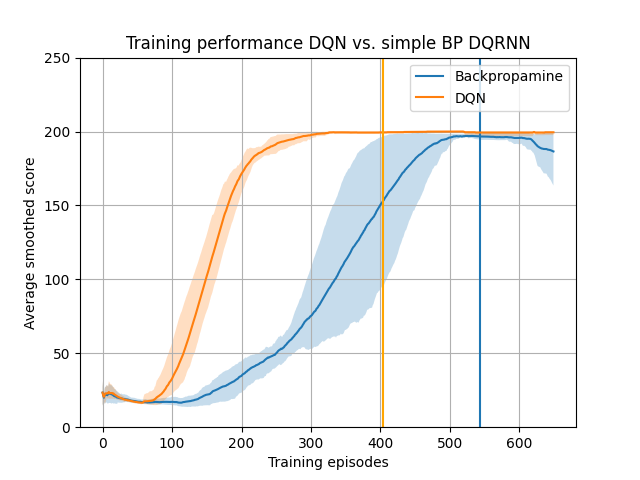 Training performance DQN vs. simple BP DQRNN
Backpropamine
DQN
Average smoothed score
250
200
150
100
50
0
0 100 200 300 400 500 600
Training episodes